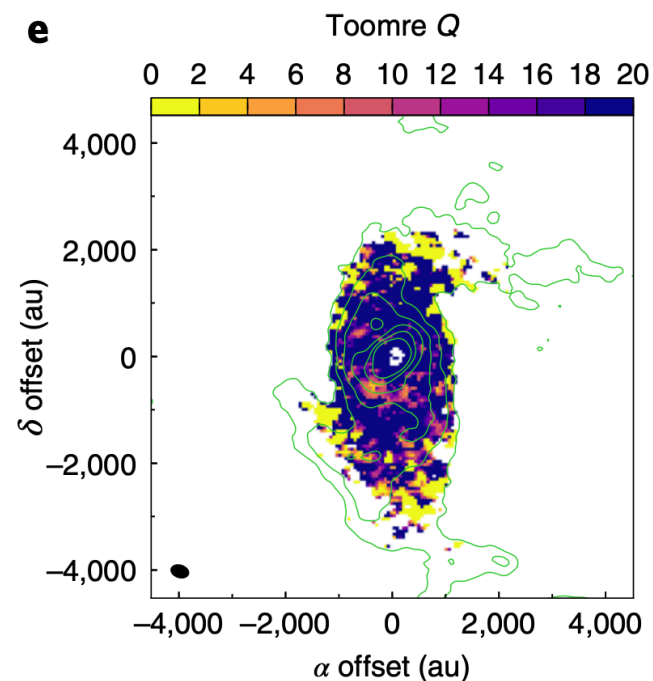 e
Toomre Q
0 2 4 6 8 10 12 14 16 18 20
4,000
2,000
0
−2,000
−4,000
δ offset (au)
−4,000 −2,000 0 2,000 4,000
α offset (au)